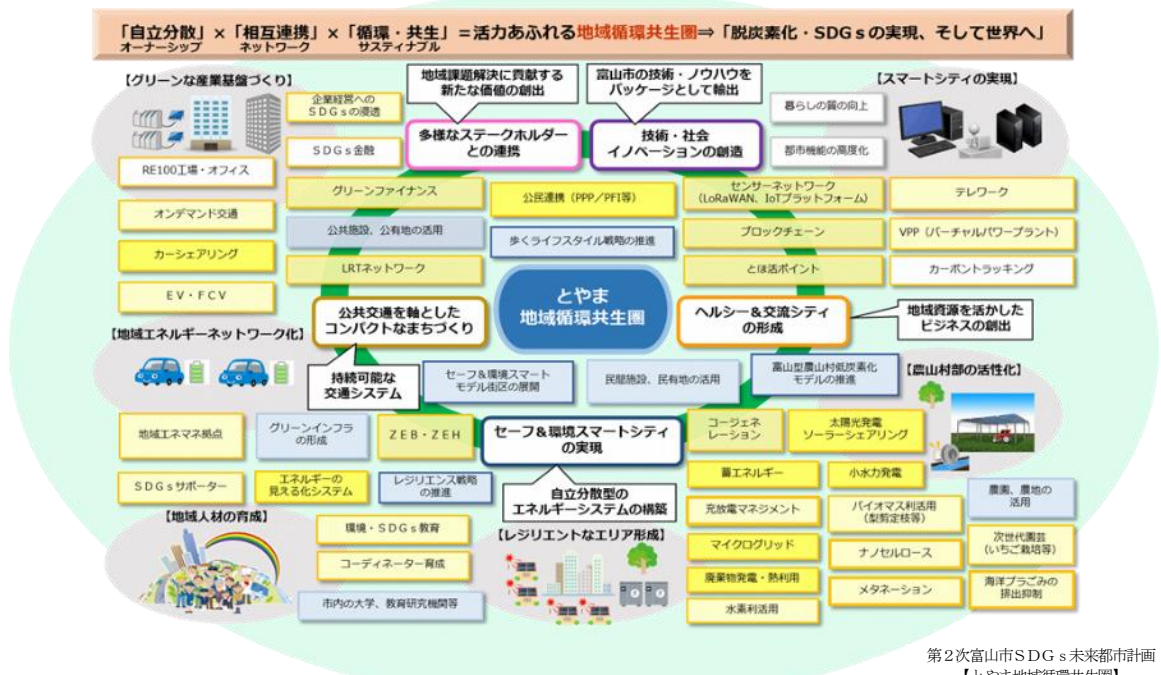 「自立分散」×「相互連携」×「循環・共生」＝活力あふれる地域循環共生圏⇒「脱炭素化・SDGsの実現、そして世界へ」
オーナーシップ　ネットワーク　サスティナブル
【グリーンな産業基盤づくり】
企業経営への
SDGsの浸透
SDGs金融
RE100工場・オフィス
オンデマンド交通
カーシェアリング
EV・FCV
グリーンファイナンス
公共施設、公有地の活用
LRTネットワーク
地域課題解決に貢献する
新たな価値の創出
多様なステークホルダー
との連携
富山市の技術・ノウハウを
パッケージとして輸出
技術・社会
イノベーションの創造
公民連携（PPP／PFI等）
歩くライフスタイル戦略の推進
【スマートシティの実現】
暮らしの質の向上
都市機能の高度化
センサーネットワーク
（LoRaWAN、IoTプラットフォーム）
ブロックチェーン
とほ活ポイント
テレワーク
VPP（バーチャルパワープラント）
カーボントラッキング
とやま
地域循環共生圏
公共交通を軸とした
コンパクトなまちづくり
持続可能な
交通システム
ヘルシー＆交流シティ
の形成
地域資源を活かした
ビジネスの創出
【地域エネルギーネットワーク化】
セーフ＆環境スマート
モデル街区の展開
民間施設、民有地の活用
富山型農山村低炭素化
モデルの推進
【農山村部の活性化】
地域エネマネ拠点
グリーンインフラ
の形成
ZEB・ZEH
SDGsサポーター
エネルギーの
見える化システム
レジリエンス戦略
の推進
セーフ＆環境スマートシティ
の実現
自立分散型の
エネルギーシステムの構築
コージェネ
レーション
太陽光発電
ソーラーシェアリング
蓄エネルギー
小水力発電
充放電マネジメント
バイオマス利活用
（梨剪定枝等）
農園、農地の
活用
マイクログリッド
ナノセルロース
次世代園芸
（いちご栽培等）
廃棄物発電・熱利用
メタネーション
海洋プラごみの
排出抑制
水素利活用
【地域人材の育成】
環境・SDGs教育
コーディネーター育成
市内の大学、教育研究機関等
【レジリエントなエリア形成】
第2次富山市SDGs未来都市計画
【とやま地域循環共生圏】